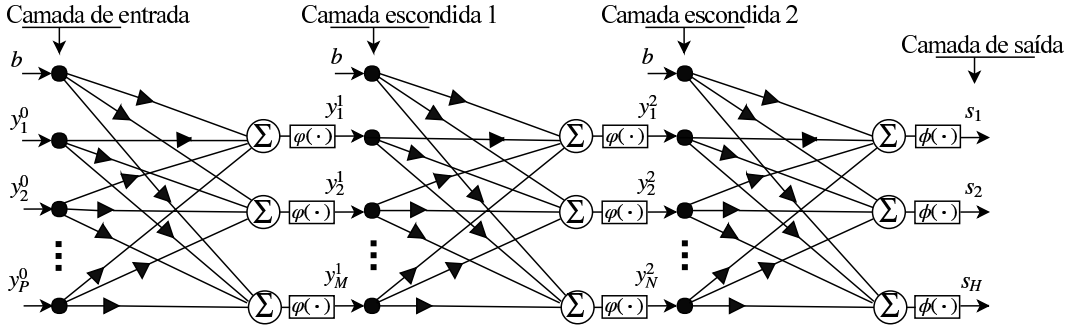 Camada de entrada Camada escondida 1 Camada escondida 2
Camada de saída
b b b
y_1^0 Σ φ(·) y_1^1 Σ φ(·) y_1^2 Σ ϕ(·) s_1
y_2^0 Σ φ(·) y_2^1 Σ φ(·) y_2^2 Σ ϕ(·) s_2
y_P^0 Σ φ(·) y_M^1 Σ φ(·) y_N^2 Σ ϕ(·) s_H